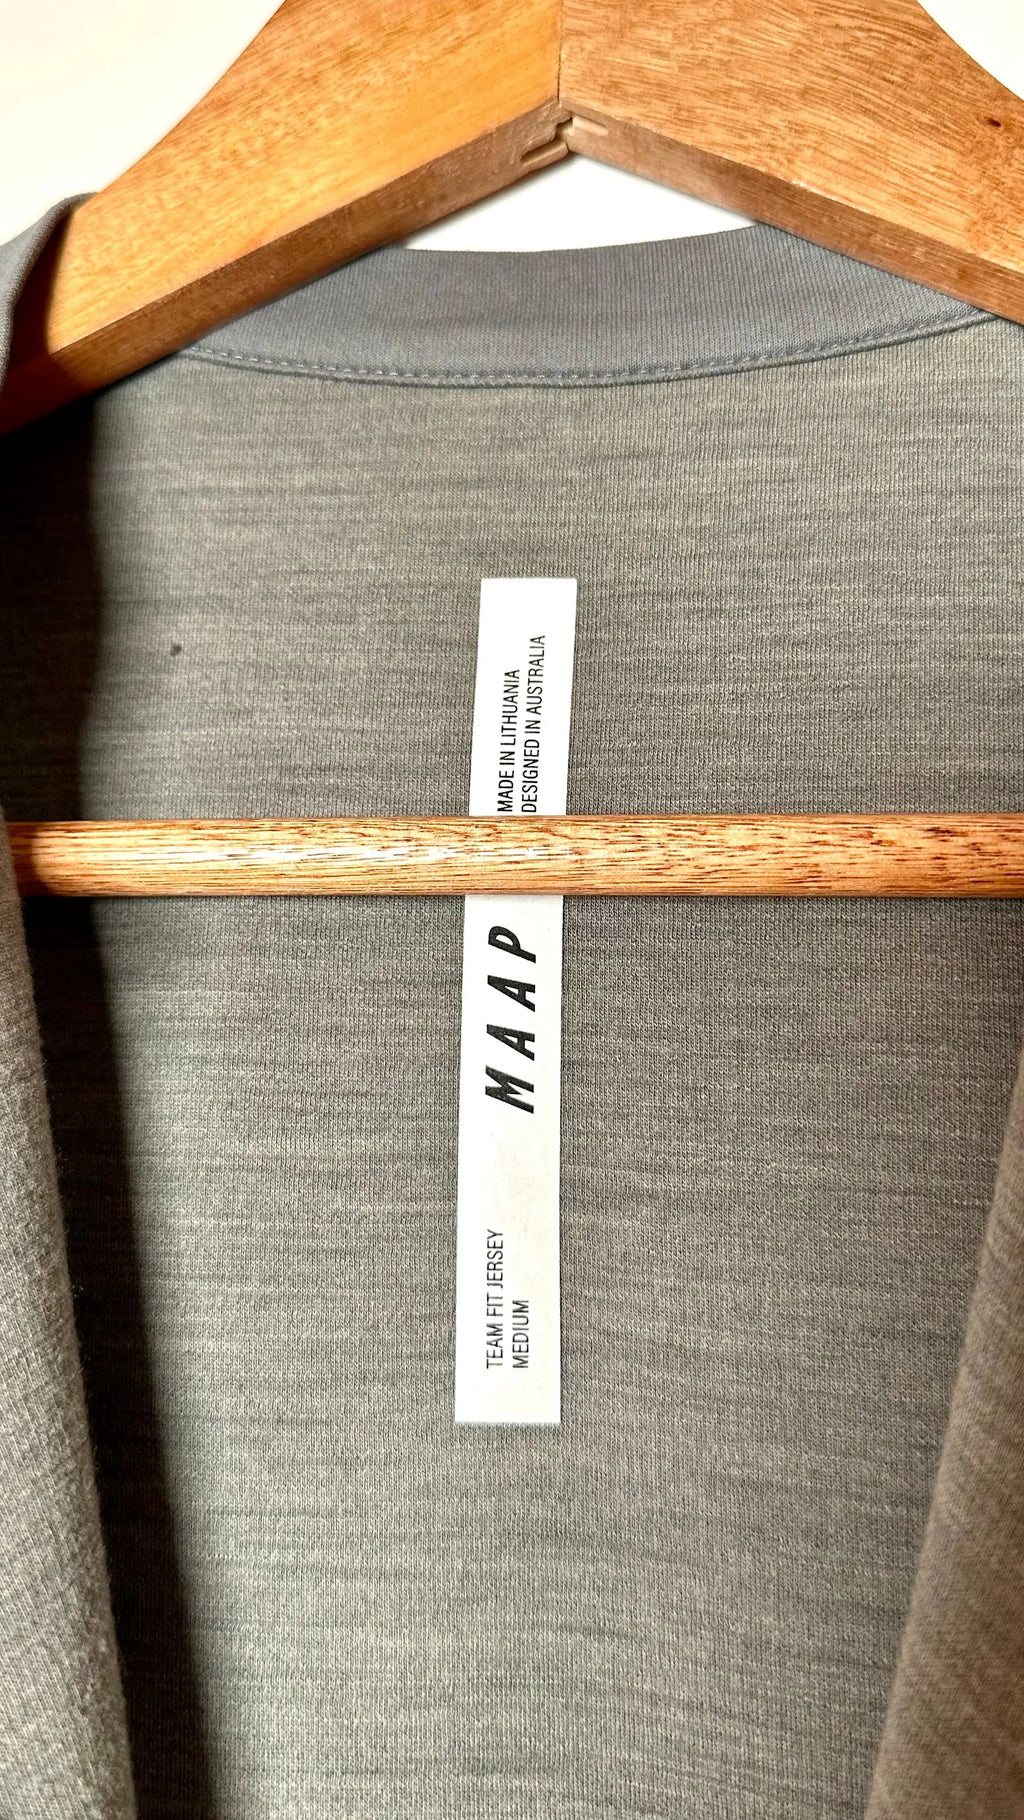 MADE IN LITHUANIA
DESIGNED IN AUSTRALIA
MAAP
TEAM FIT JERSEY
MEDIUM